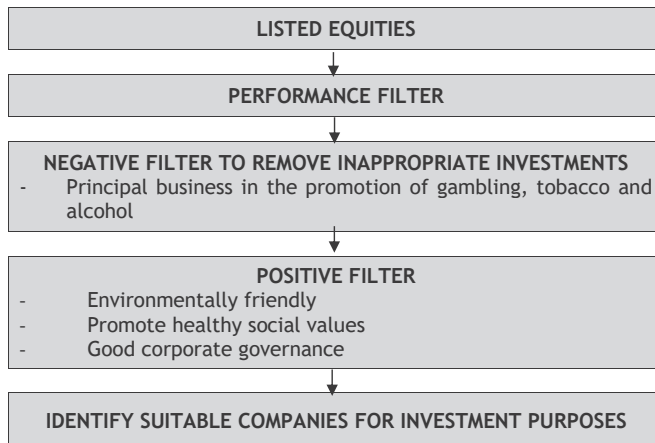 LISTED EQUITIES
PERFORMANCE FILTER
NEGATIVE FILTER TO REMOVE INAPPROPRIATE INVESTMENTS
- Principal business in the promotion of gambling, tobacco and
alcohol
POSITIVE FILTER
- Environmentally friendly
- Promote healthy social values
- Good corporate governance
IDENTIFY SUITABLE COMPANIES FOR INVESTMENT PURPOSES